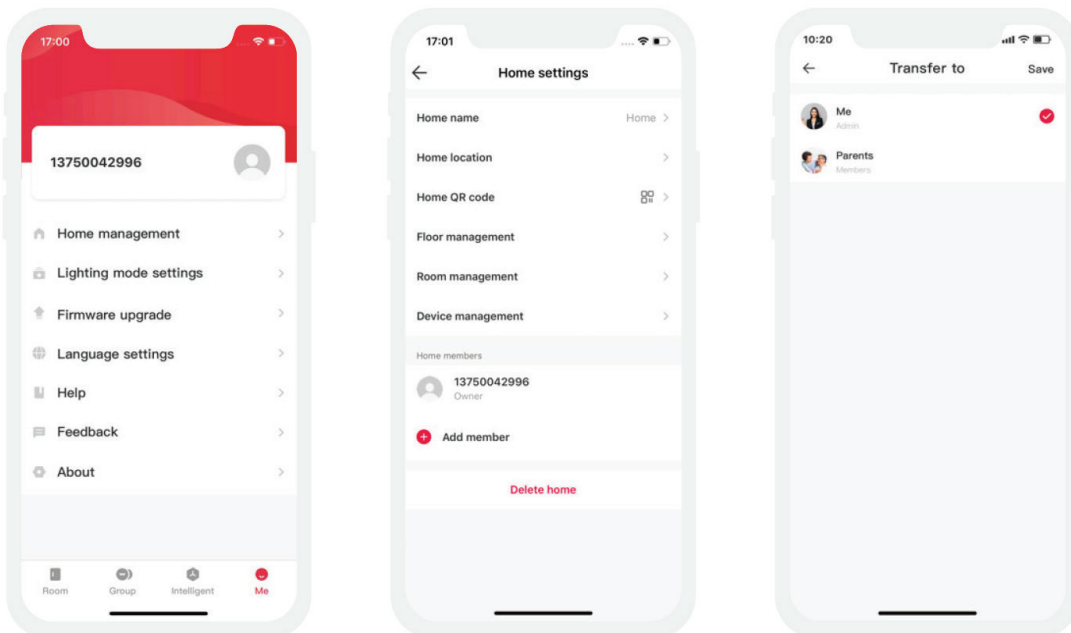 17:00
13750042996
Home management
Lighting mode settings
Firmware upgrade
Language settings
Help
Feedback
About
Room
Group
Intelligent
Me
17:01
Home settings
Home name Home
Home location
Home QR code
Floor management
Room management
Device management
Home members
13750042996
Owner
Add member
Delete home
10:20
Transfer to Save
Me
Admin
Parents
Members